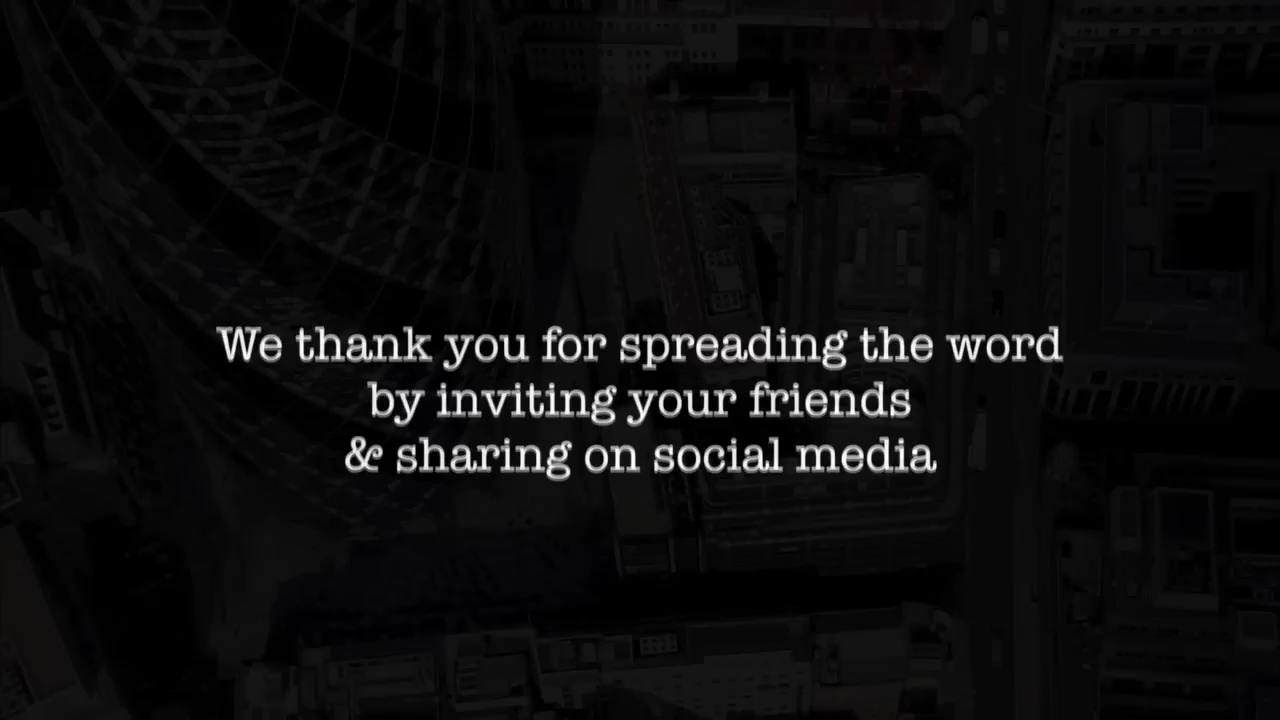 We thank you for spreading the word
by inviting your friends
& sharing on social media